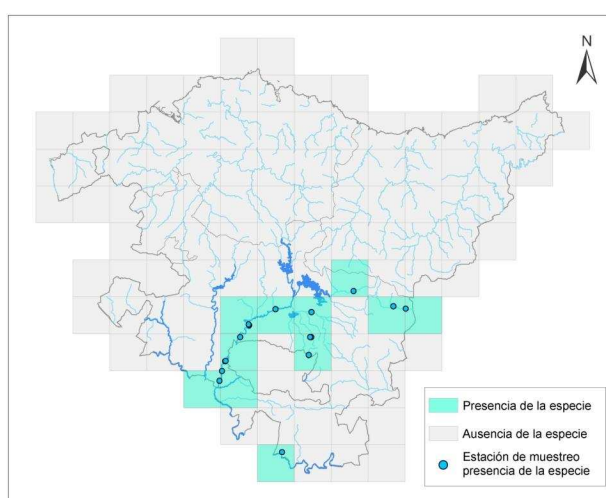 N
Presencia de la especie
Ausencia de la especie
Estación de muestreo
presencia de la especie